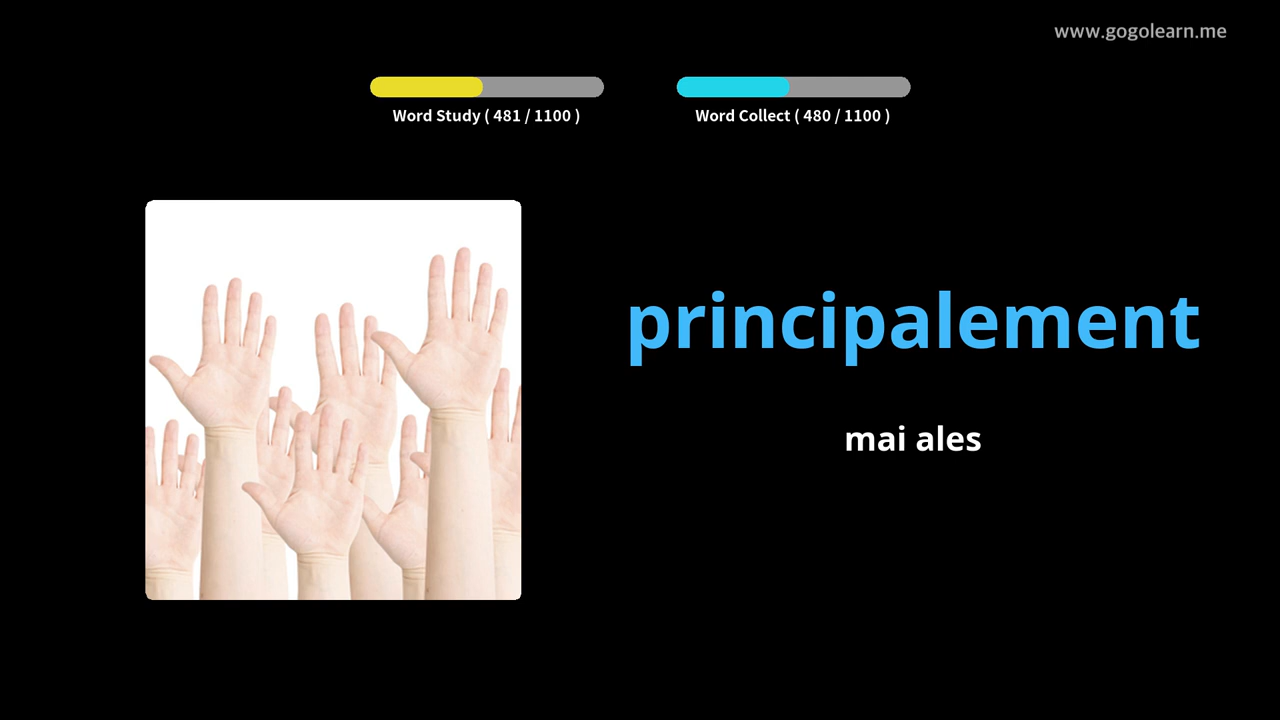 www.gogolearn.me
Word Study ( 481 / 1100 )
Word Collect ( 480 / 1100 )
principalement
mai ales